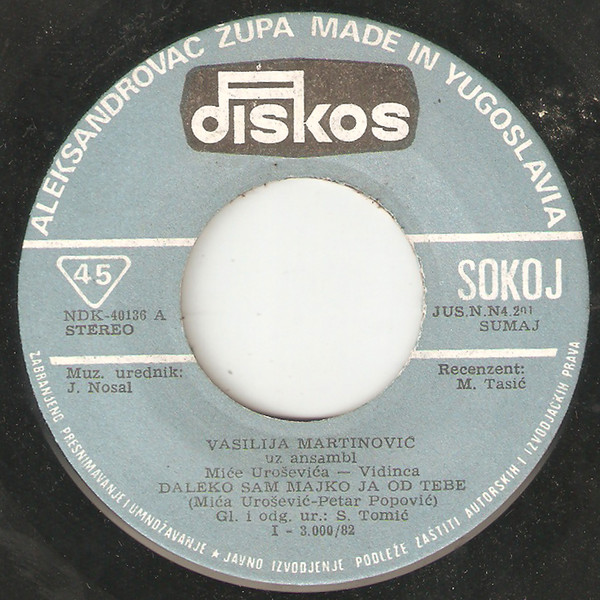 ALEKSANDROVAC ŽUPA MADE IN YUGOSLAVIA
diskos
45
SOKOJ
NDK-40136 A
STEREO
JUS.N.N4.201
SUMAJ
Muz. urednik:
J. Nosal
Recenzent:
M. Tasić
VASILIJA MARTINOVIĆ
uz ansambl
Miće Uroševića — Vidinca
DALEKO SAM MAJKO JA OD TEBE
(Mića Urošević-Petar Popović)
Gl. i odg. ur.: S. Tomić
I - 3.000/82
ZABRANJENO PRESNIMAVANJE I UMNOŽAVANJE ★ JAVNO IZVODJENJE PODLEŽE ZAŠTITI AUTORSKIH I IZVODJAČKIH PRAVA